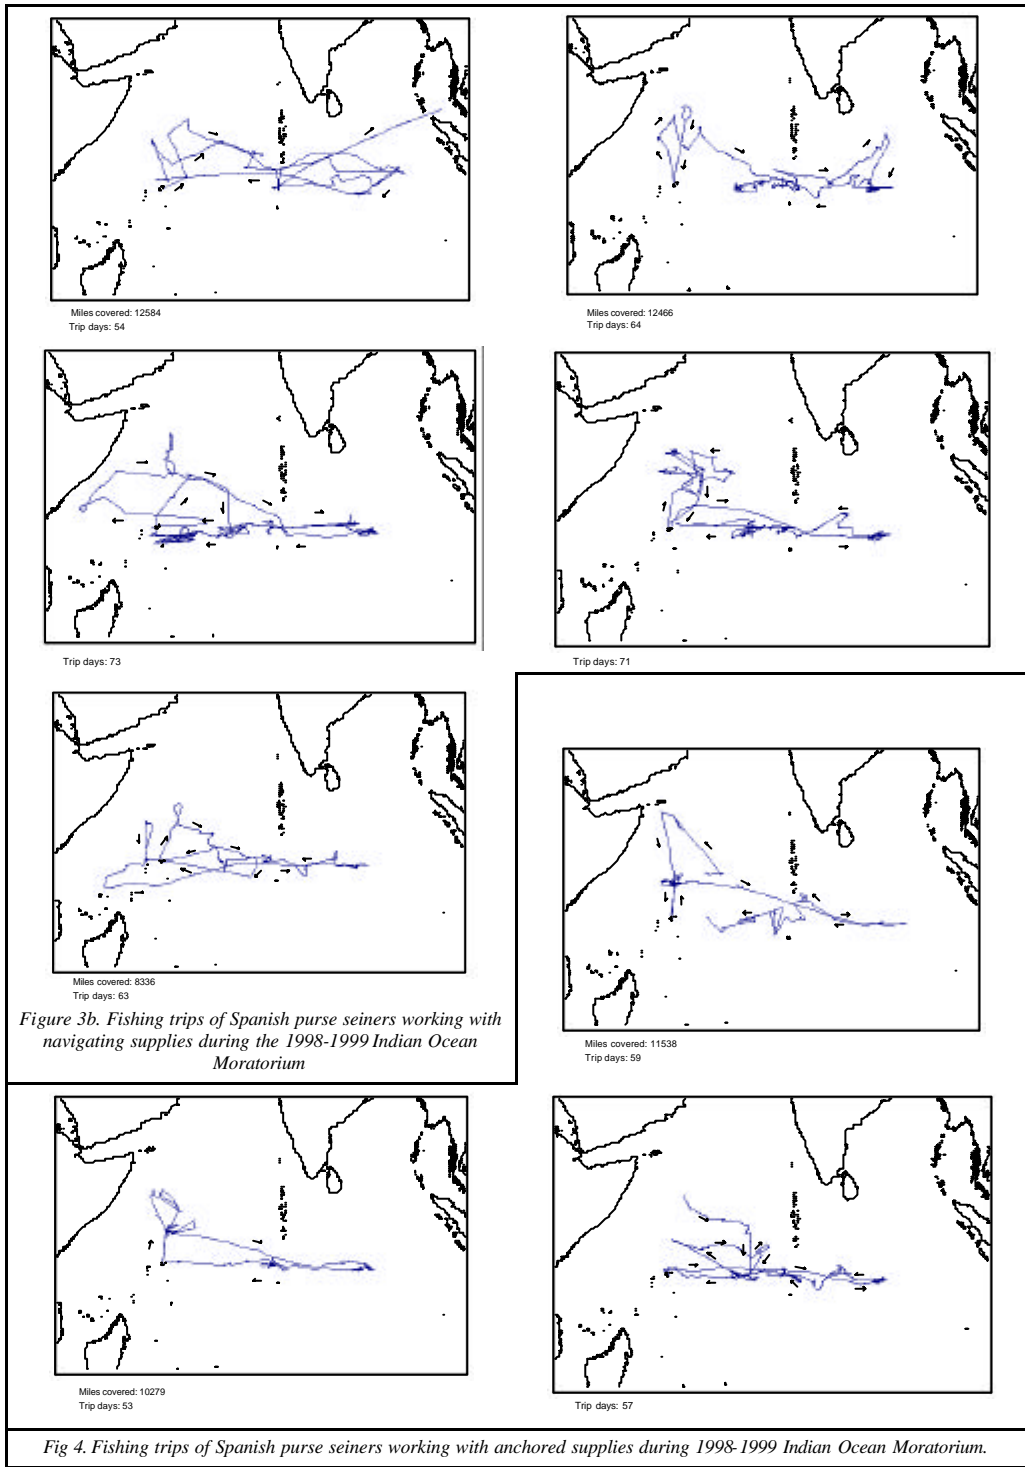 Miles covered: 12584
Trip days: 54
Miles covered: 12466
Trip days: 64
Trip days: 73
Trip days: 71
Miles covered: 8336
Trip days: 63
Figure 3b. Fishing trips of Spanish purse seiners working with
navigating supplies during the 1998-1999 Indian Ocean
Moratorium
Miles covered: 11538
Trip days: 59
Miles covered: 10279
Trip days: 53
Trip days: 57
Fig 4. Fishing trips of Spanish purse seiners working with anchored supplies during 1998-1999 Indian Ocean Moratorium.